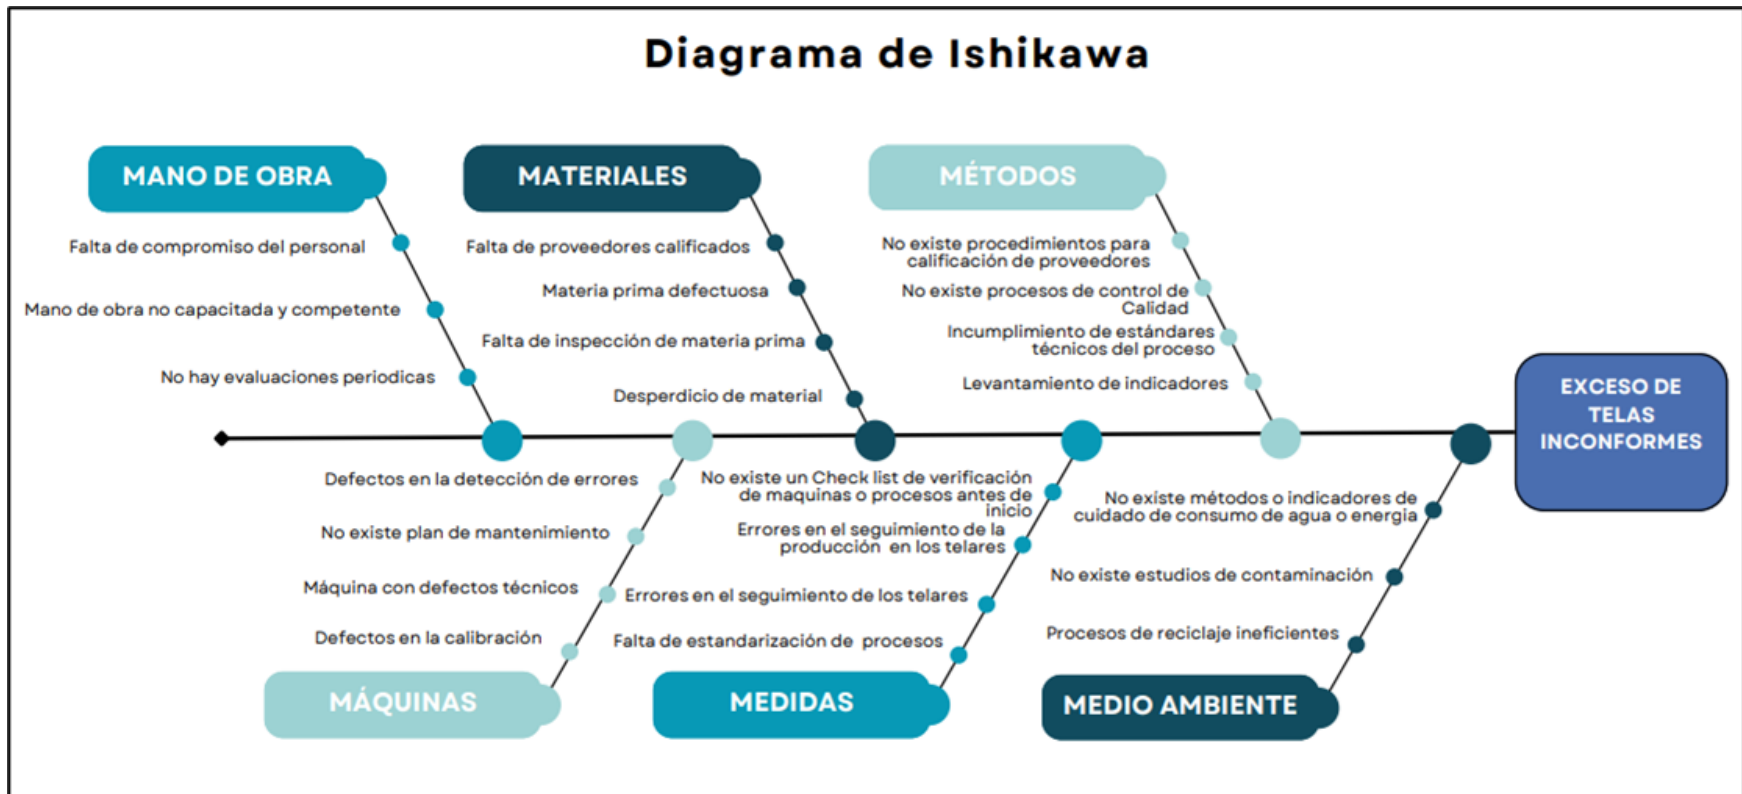 Diagrama de Ishikawa
MANO DE OBRA
Falta de compromiso del personal
Mano de obra no capacitada y competente
No hay evaluaciones periodicas
MATERIALES
Falta de proveedores calificados
Materia prima defectuosa
Falta de inspección de materia prima
Desperdicio de material
MÉTODOS
No existe procedimientos para
calificación de proveedores
No existe procesos de control de
Calidad
Incumplimiento de estándares
técnicos del proceso
Levantamiento de indicadores
EXCESO DE
TELAS
INCONFORMES
Defectos en la detección de errores
No existe plan de mantenimiento
Máquina con defectos técnicos
Defectos en la calibración
MÁQUINAS
No existe un Check list de verificación
de maquinas o procesos antes de
inicio
Errores en el seguimiento de la
producción en los telares
Errores en el seguimiento de los telares
Falta de estandarización de procesos
MEDIDAS
No existe métodos o indicadores de
cuidado de consumo de agua o energia
No existe estudios de contaminación
Procesos de reciclaje ineficientes
MEDIO AMBIENTE